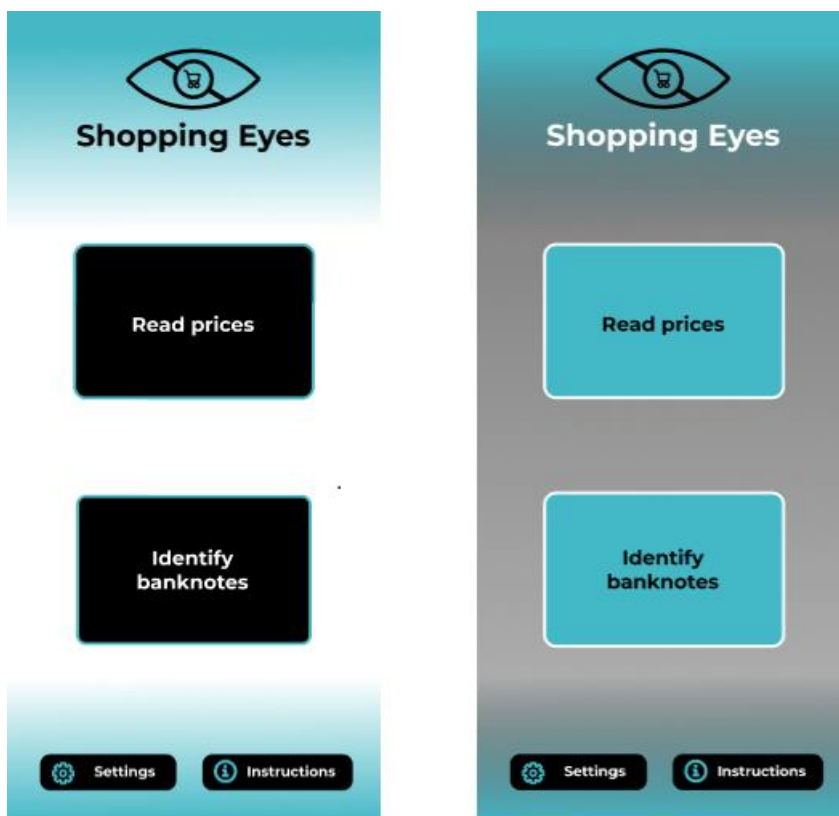 Shopping Eyes
Read prices
Identify
banknotes
Settings
Instructions
Shopping Eyes
Read prices
Identify
banknotes
Settings
Instructions